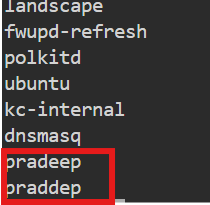 landscape
fwupd-refresh
polkitd
ubuntu
kc-internal
dnsmasq
pradeep
praddep